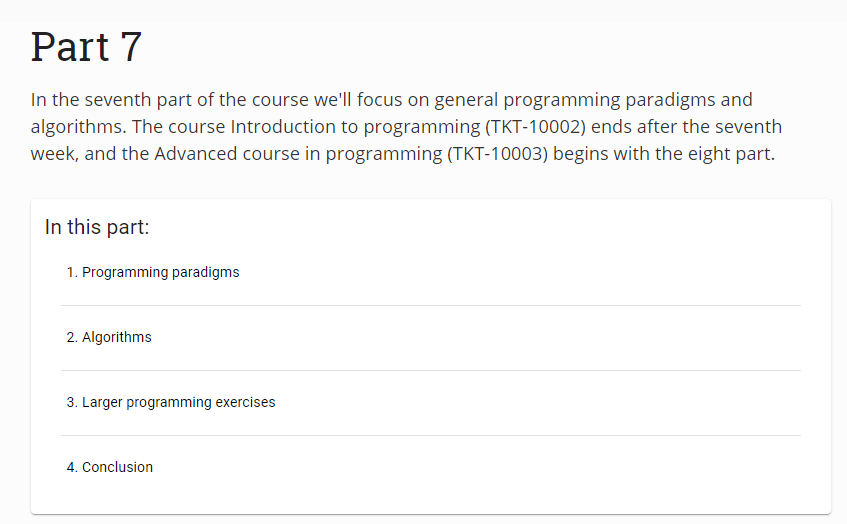 Part 7
In the seventh part of the course we'll focus on general programming paradigms and
algorithms. The course Introduction to programming (TKT-10002) ends after the seventh
week, and the Advanced course in programming (TKT-10003) begins with the eight part.
In this part:
1. Programming paradigms
2. Algorithms
3. Larger programming exercises
4. Conclusion